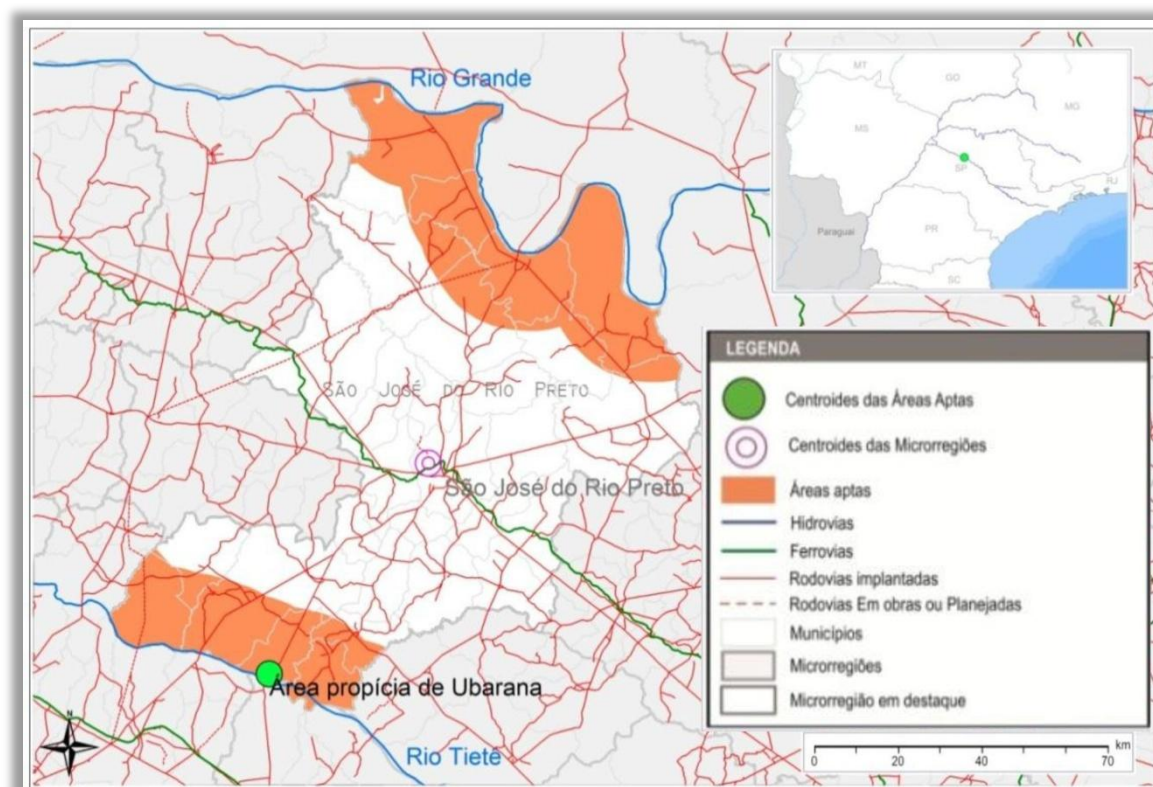 Rio Grande
MT
GO
MG
MS
SP
RJ
Paraguai
PR
SC
SÃO JOSÉ DO RIO PRETO
São José do Rio Preto
Área propícia de Ubarana
Rio Tietê
N
LEGENDA
Centroides das Áreas Aptas
Centroides das Microrregiões
Áreas aptas
Hidrovias
Ferrovias
Rodovias implantadas
Rodovias Em obras ou Planejadas
Municípios
Microrregiões
Microrregião em destaque
km
0 20 40 70